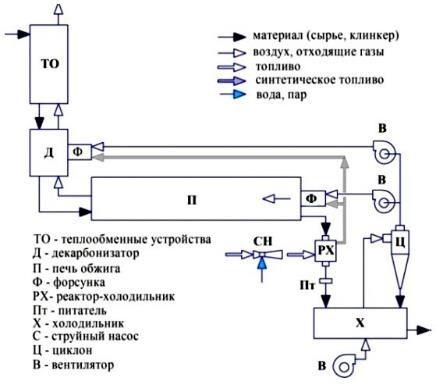 материал (сырье, клинкер)
воздух, отходящие газы
топливо
синтетическое топливо
вода, пар
ТО
Д
Ф
В
В
П
Ф
СН
РХ
Ц
Пт
Х
В
ТО - теплообменные устройства
Д - декарбонизатор
П - печь обжига
Ф - форсунка
РХ- реактор-холодильник
Пт - питатель
Х - холодильник
С - струйный насос
Ц - циклон
В - вентилятор